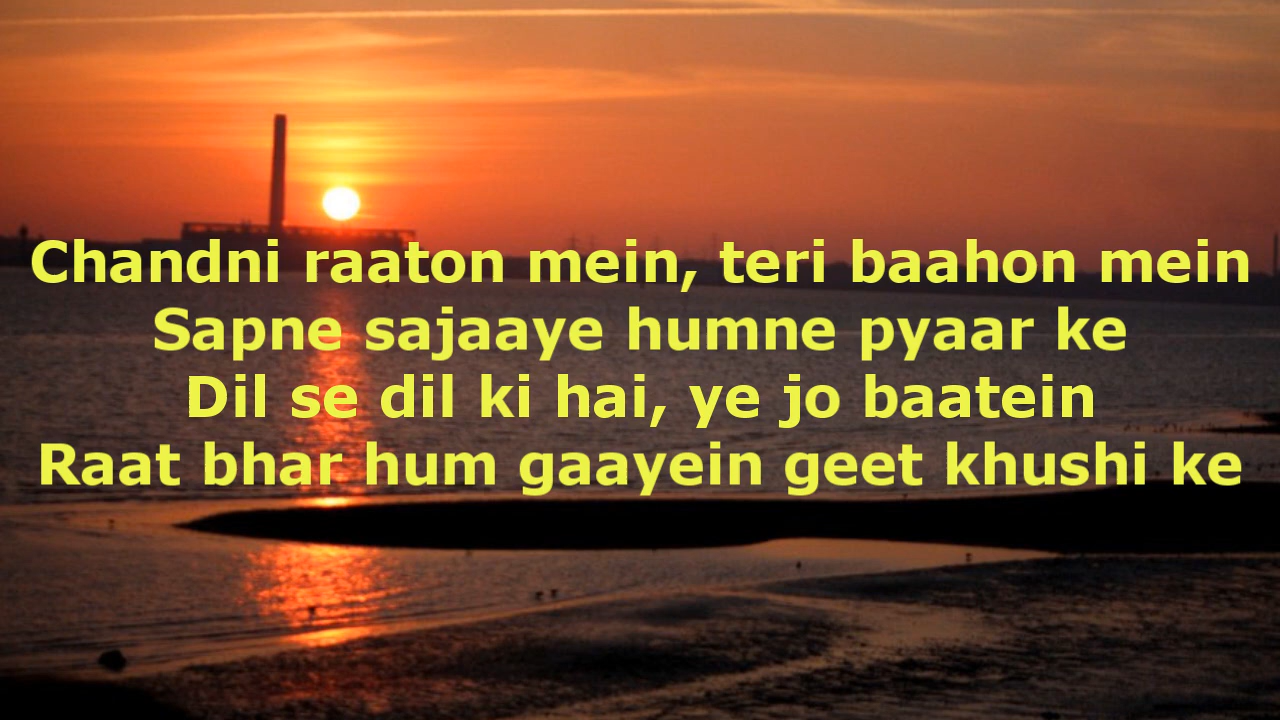 Chandni raaton mein, teri baahon mein
Sapne sajaaye humne pyaar ke
Dil se dil ki hai, ye jo baatein
Raat bhar hum gaayein geet khushi ke